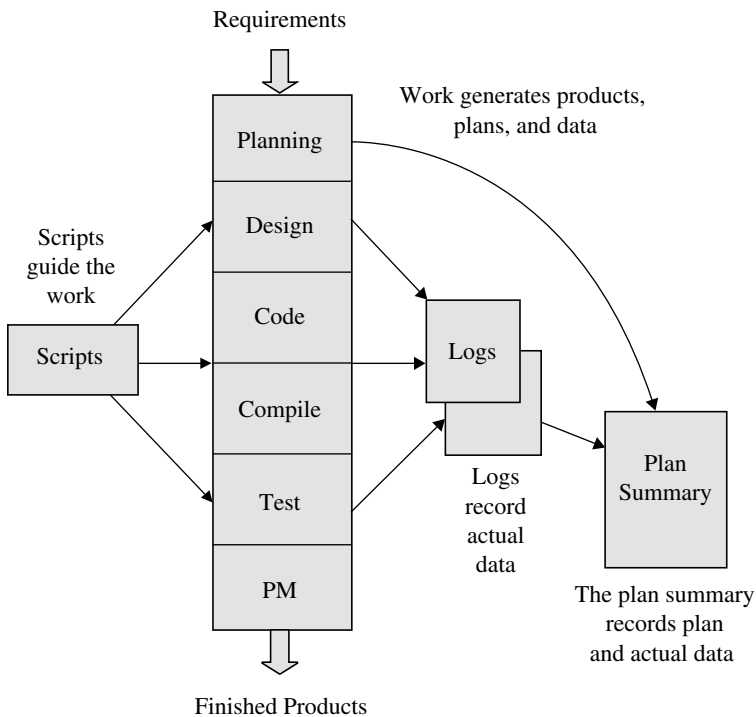 Requirements
Work generates products,
plans, and data
Planning
Design
Code
Compile
Test
PM
Scripts
guide the
work
Scripts
Logs
Logs
record
actual
data
Plan
Summary
The plan summary
records plan
and actual data
Finished Products